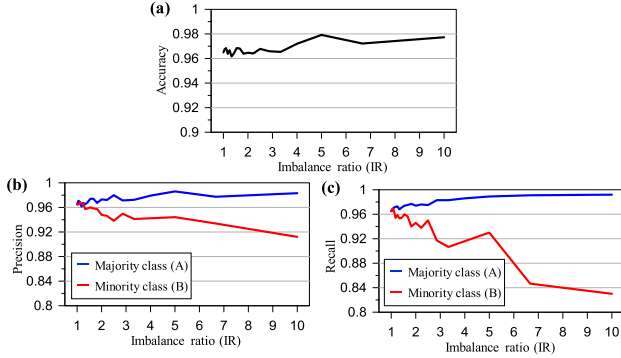 (a)
1
0.98
0.96
0.94
0.92
0.9
Accuracy
1 2 3 4 5 6 7 8 9 10
Imbalance ratio (IR)
(b)
1
0.96
0.92
0.88
0.84
0.8
Precision
Majority class (A)
Minority class (B)
1 2 3 4 5 6 7 8 9 10
Imbalance ratio (IR)
(c)
1
0.96
0.92
0.88
0.84
0.8
Recall
Majority class (A)
Minority class (B)
1 2 3 4 5 6 7 8 9 10
Imbalance ratio (IR)